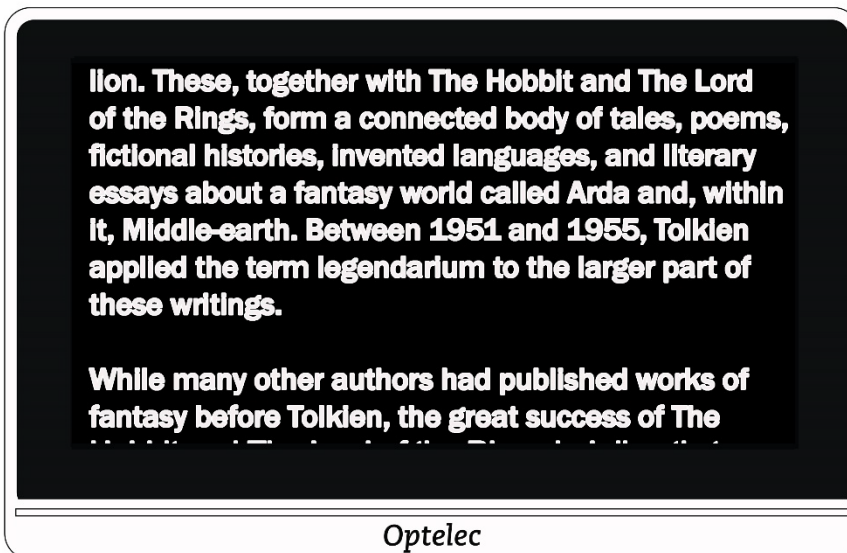 lion. These, together with The Hobbit and The Lord
of the Rings, form a connected body of tales, poems,
fictional histories, invented languages, and literary
essays about a fantasy world called Arda and, within
it, Middle-earth. Between 1951 and 1955, Tolkien
applied the term legendarium to the larger part of
these writings.
While many other authors had published works of
fantasy before Tolkien, the great success of The
Optelec